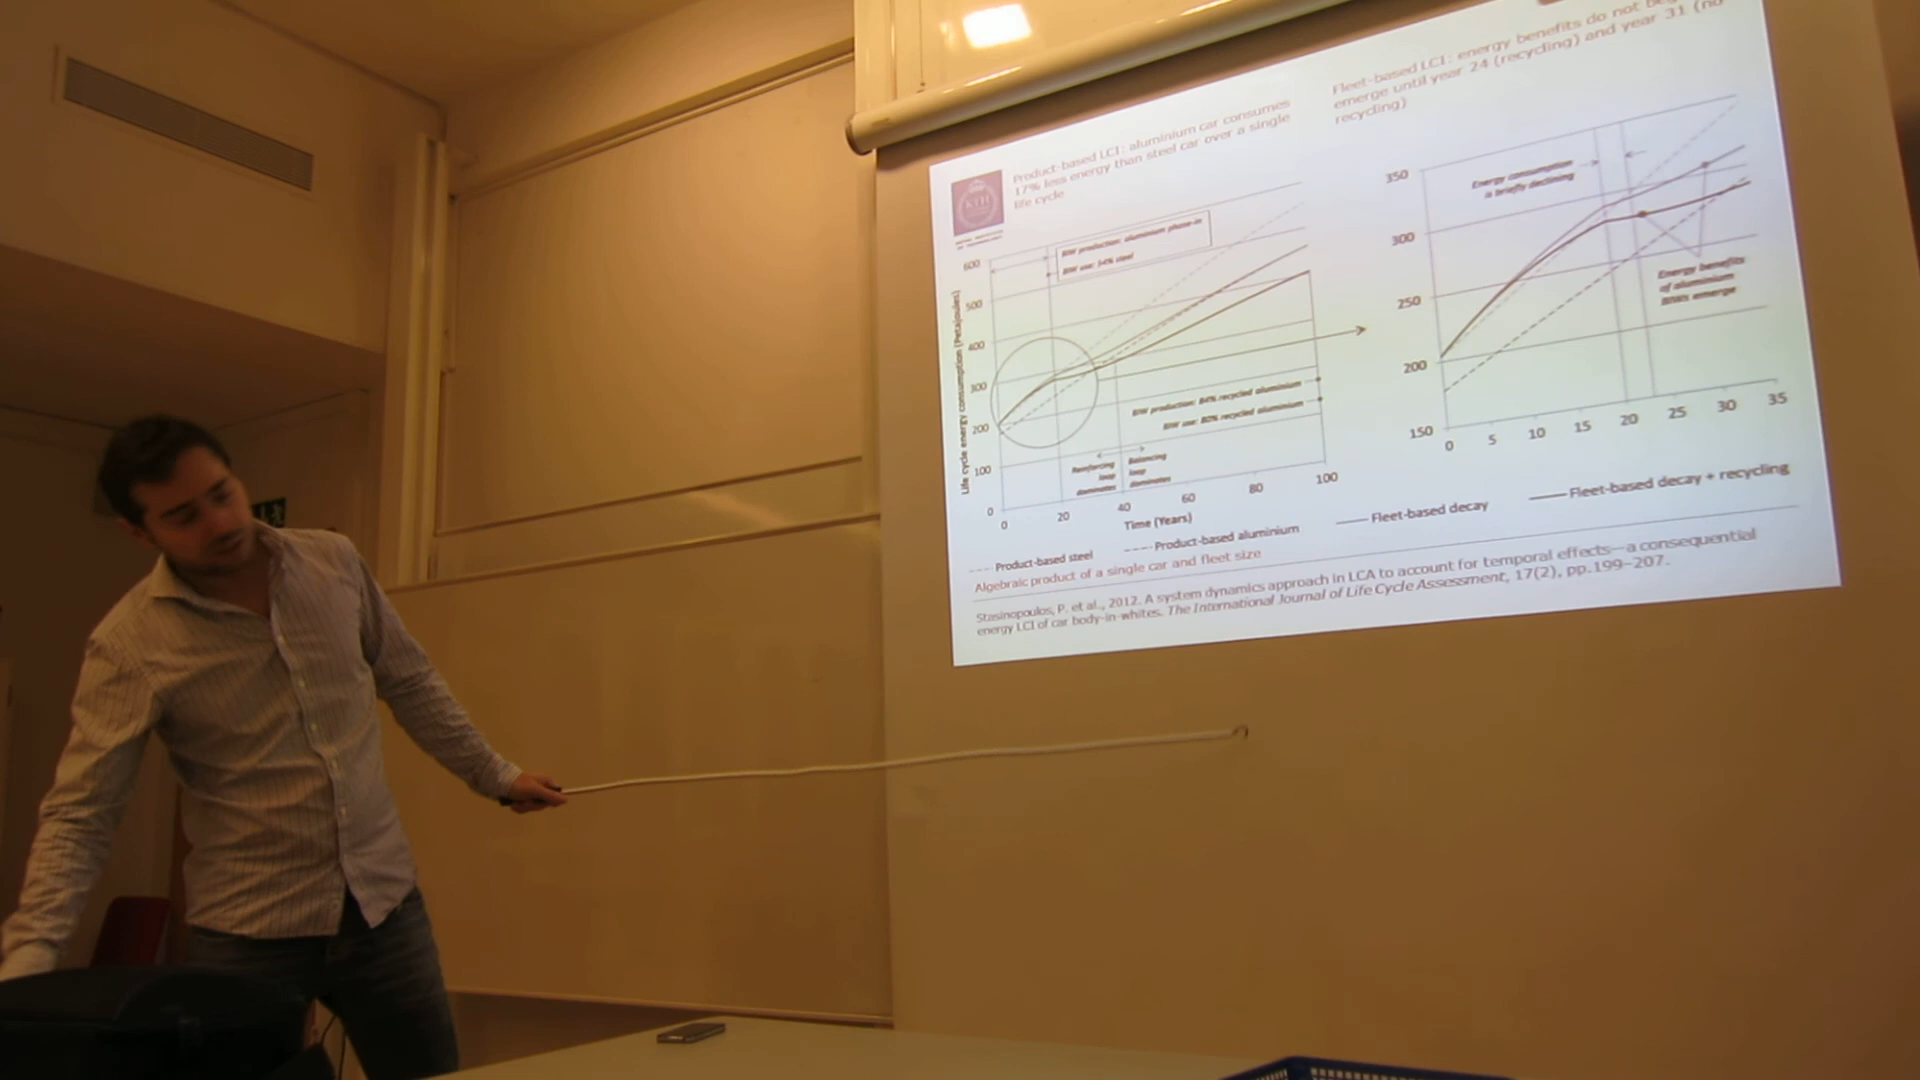 Product-based LCI: aluminium car consumes
17% less energy than steel car over a single
life cycle
Fleet-based LCI: energy benefits do not
emerge until year 24 (recycling) and year 31 (no
recycling)
KTH
BIW production: aluminium phase-in
BIW use: 54% steel
Life cycle energy consumption (Petajoules)
600
500
400
300
200
100
0
0
20
40
60
80
100
Time (Years)
BIW production: 84% recycled aluminium
BIW use: 80% recycled aluminium
Reinforcing
loop
dominates
Balancing
loop
dominates
Energy consumption
is briefly declining
Energy benefits
of aluminium
BIWs emerge
350
300
250
200
150
0
5
10
15
20
25
30
35
Product-based steel
Product-based aluminium
Fleet-based decay
Fleet-based decay + recycling
Algebraic product of a single car and fleet size
Stasinopoulos, P. et al., 2012. A system dynamics approach in LCA to account for temporal effects—a consequential
energy LCI of car body-in-whites. The International Journal of Life Cycle Assessment, 17(2), pp.199–207.